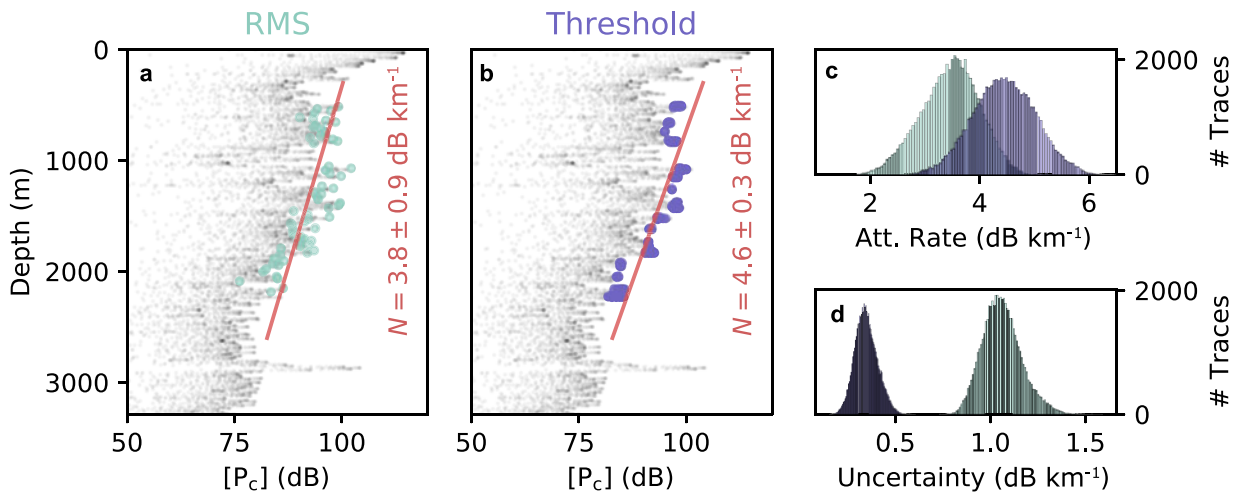 RMS
Threshold
a
b
c
d
0
1000
2000
3000
Depth (m)
50
75
100
[Pc] (dB)
N = 3.8 ± 0.9 dB km-1
50
75
100
[Pc] (dB)
N = 4.6 ± 0.3 dB km-1
2000
0
# Traces
2
4
6
Att. Rate (dB km-1)
2000
0
# Traces
0.5
1.0
1.5
Uncertainty (dB km-1)